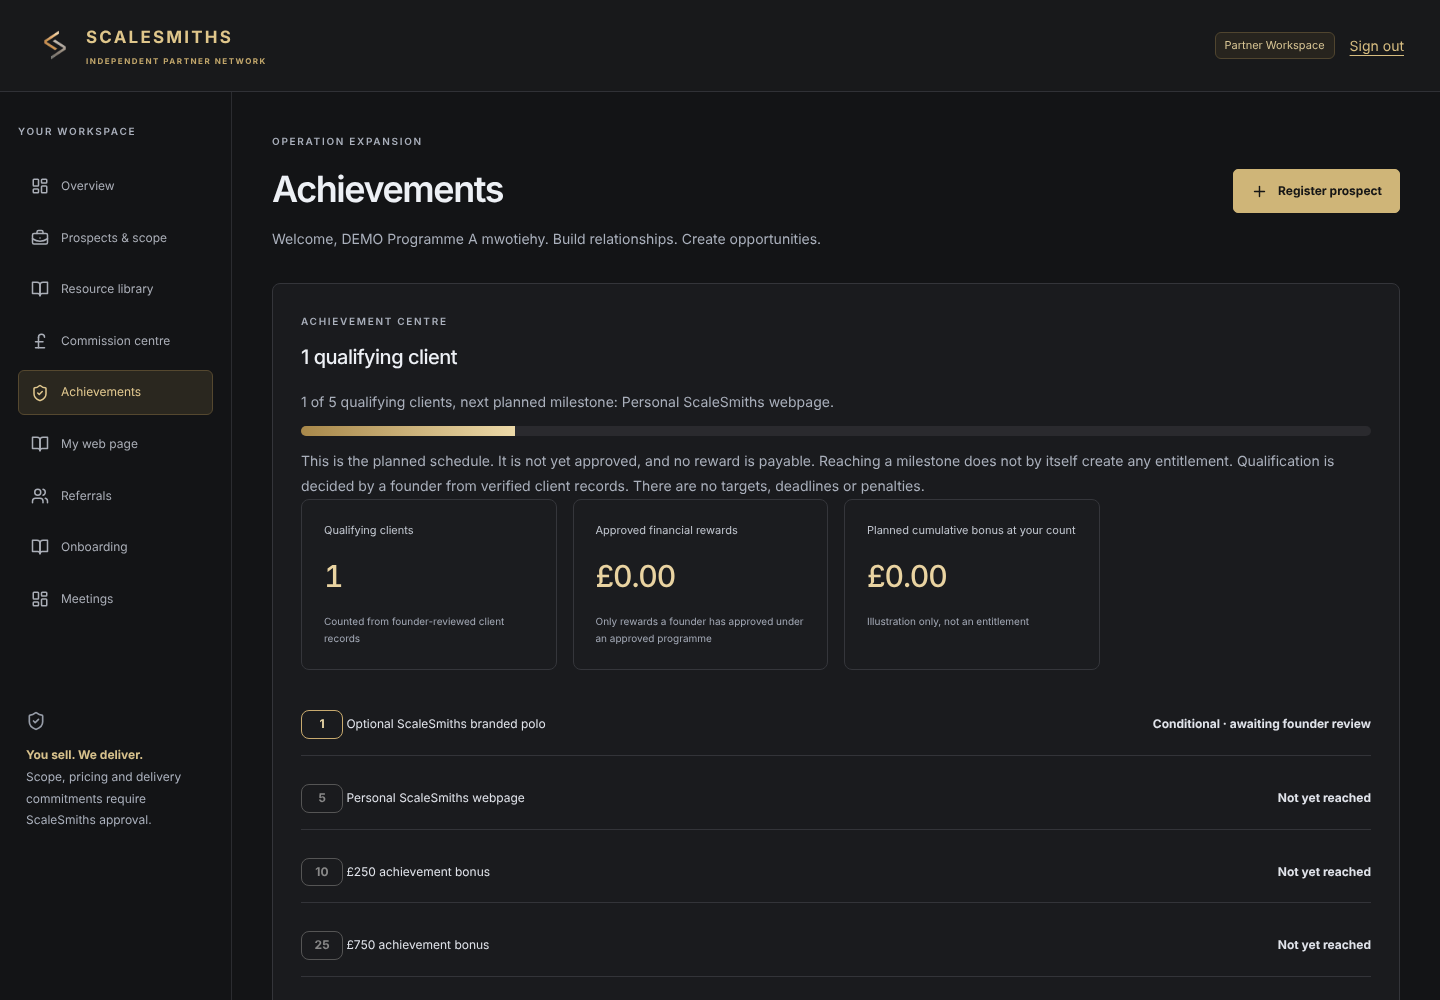 SCALESMITHS
INDEPENDENT PARTNER NETWORK
Partner Workspace
Sign out
YOUR WORKSPACE
Overview
Prospects & scope
Resource library
Commission centre
Achievements
My web page
Referrals
Onboarding
Meetings
You sell. We deliver.
Scope, pricing and delivery
commitments require
ScaleSmiths approval.
OPERATION EXPANSION
Achievements
Register prospect
Welcome, DEMO Programme A mwotiehy. Build relationships. Create opportunities.
ACHIEVEMENT CENTRE
1 qualifying client
1 of 5 qualifying clients, next planned milestone: Personal ScaleSmiths webpage.
This is the planned schedule. It is not yet approved, and no reward is payable. Reaching a milestone does not by itself create any entitlement. Qualification is
decided by a founder from verified client records. There are no targets, deadlines or penalties.
Qualifying clients
1
Counted from founder-reviewed client
records
Approved financial rewards
£0.00
Only rewards a founder has approved under
an approved programme
Planned cumulative bonus at your count
£0.00
Illustration only, not an entitlement
1 Optional ScaleSmiths branded polo Conditional · awaiting founder review
5 Personal ScaleSmiths webpage Not yet reached
10 £250 achievement bonus Not yet reached
25 £750 achievement bonus Not yet reached